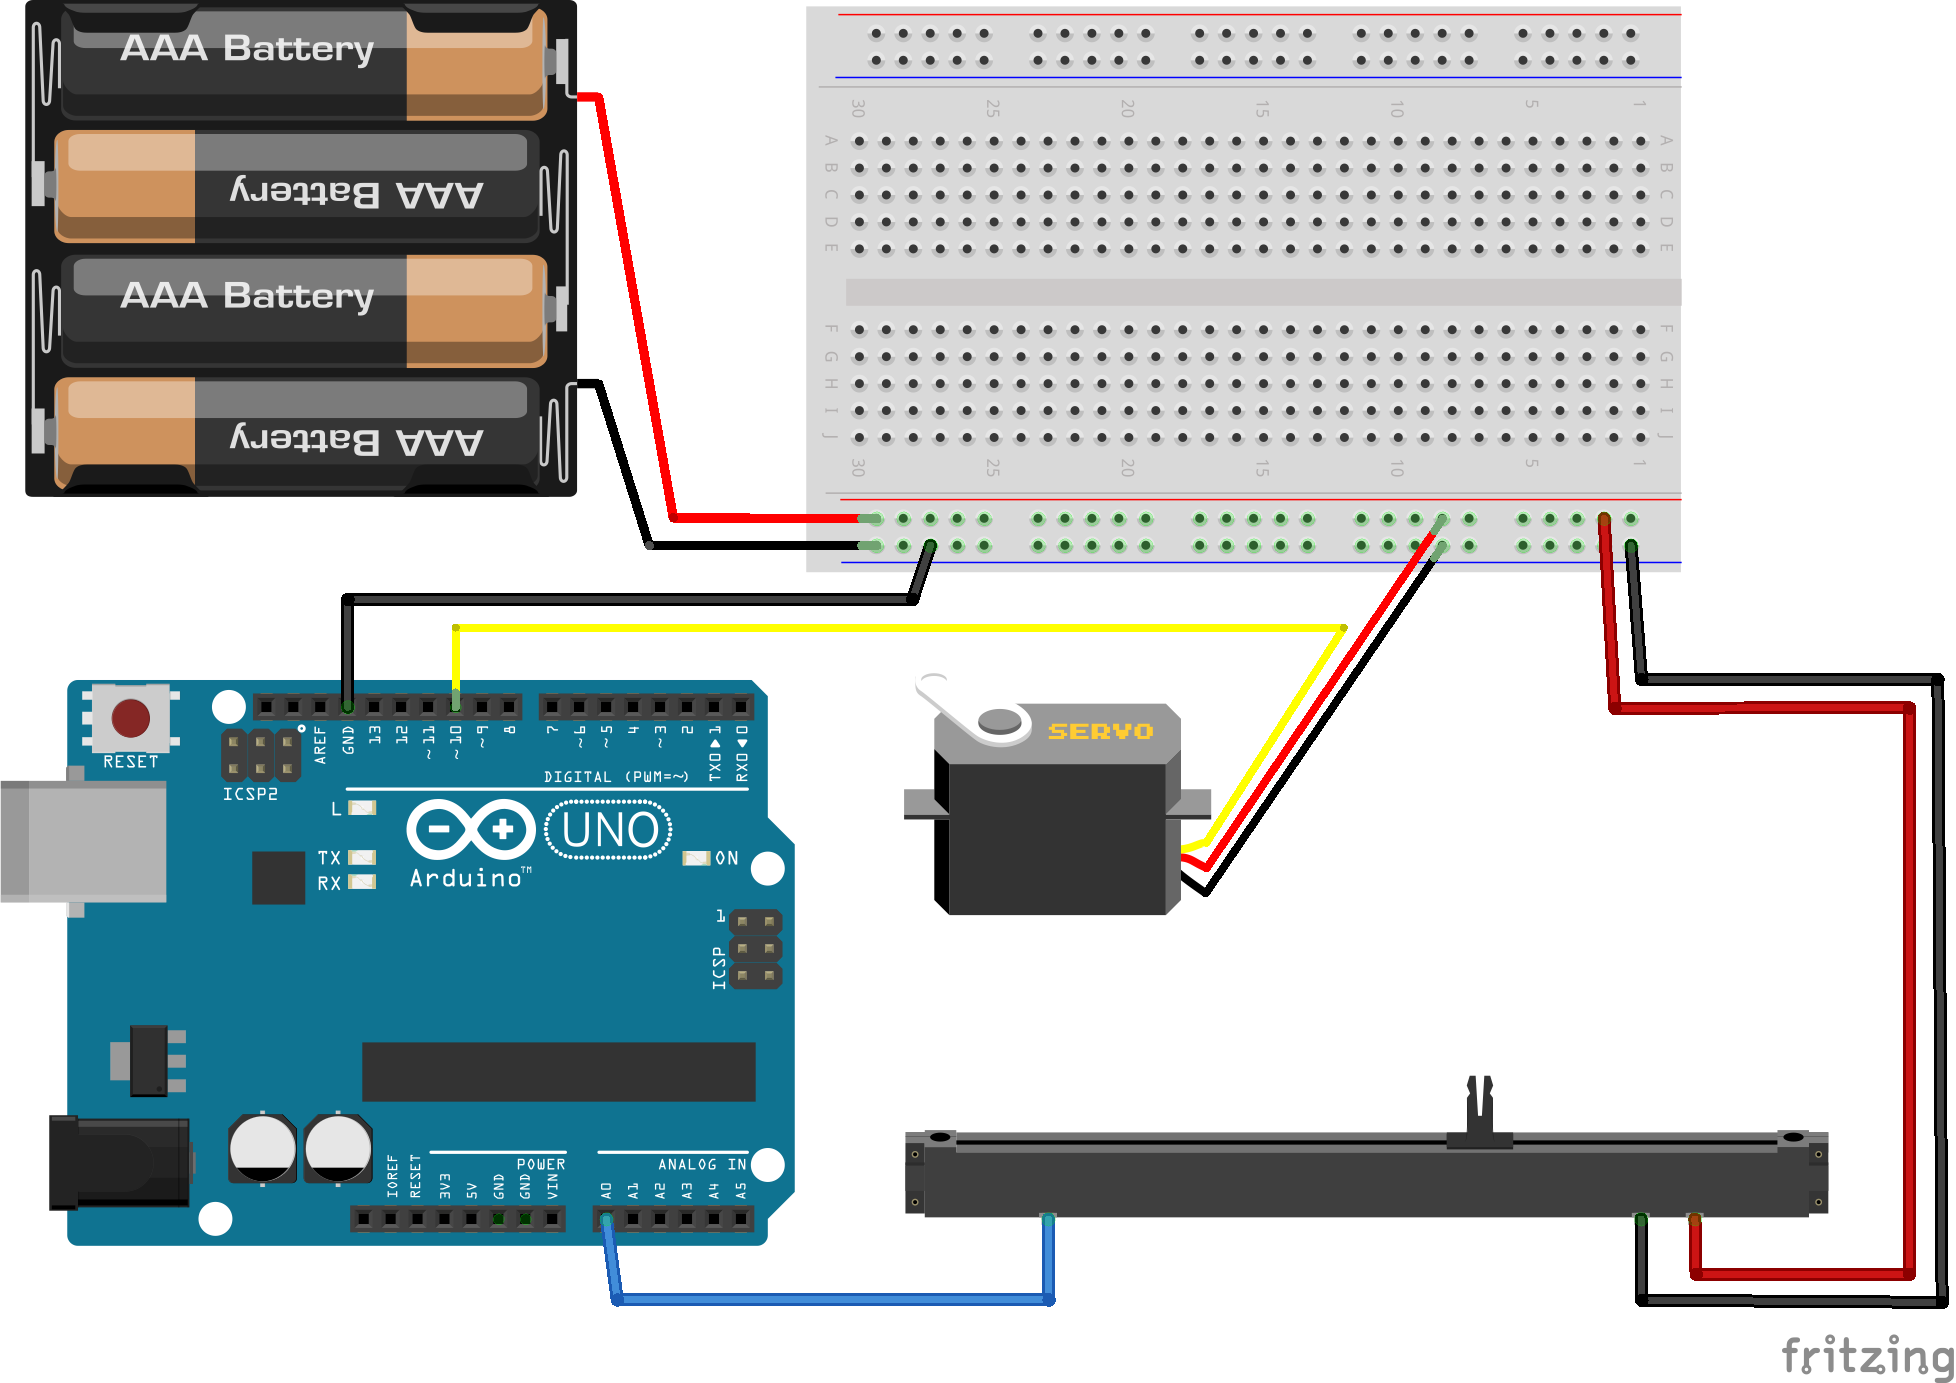 AAA Battery
AAA Battery
AAA Battery
AAA Battery
30 25 20 15 10 5 1
A A
B B
C C
D D
E E
F F
G G
H H
I I
J J
30 25 20 15 10 5 1
RESET
ICSP2
AREF
GND
13
12
~11
~10
~9
8
7
~6
~5
4
~3
2
TX0▶1
RX0◀0
DIGITAL (PWM=~)
L
TX
RX
UNO
Arduino™
ON
1
ICSP
SERVO
IOREF
RESET
3V3
5V
GND
GND
VIN
POWER
ANALOG IN
A0
A1
A2
A3
A4
A5
fritzing